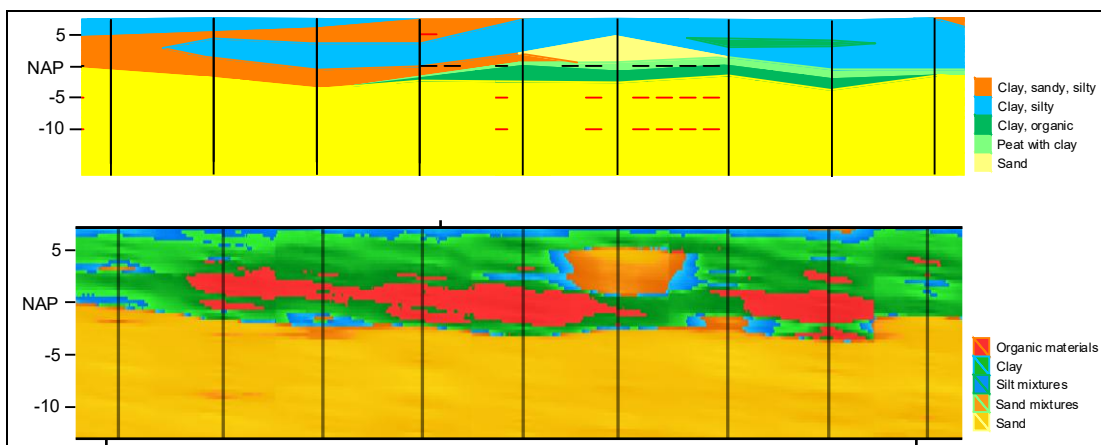 5
NAP
-5
-10
Clay, sandy, silty
Clay, silty
Clay, organic
Peat with clay
Sand
5
NAP
-5
-10
Organic materials
Clay
Silt mixtures
Sand mixtures
Sand